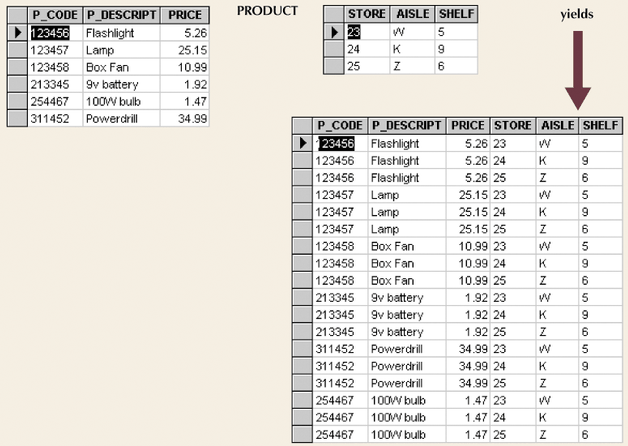 P_CODE P_DESCRIPT PRICE
123456 Flashlight 5.26
123457 Lamp 25.15
123458 Box Fan 10.99
213345 9v battery 1.92
254467 100W bulb 1.47
311452 Powerdrill 34.99
PRODUCT
STORE AISLE SHELF
23 W 5
24 K 9
25 Z 6
yields
P_CODE P_DESCRIPT PRICE STORE AISLE SHELF
123456 Flashlight 5.26 23 W 5
123456 Flashlight 5.26 24 K 9
123456 Flashlight 5.26 25 Z 6
123457 Lamp 25.15 23 W 5
123457 Lamp 25.15 24 K 9
123457 Lamp 25.15 25 Z 6
123458 Box Fan 10.99 23 W 5
123458 Box Fan 10.99 24 K 9
123458 Box Fan 10.99 25 Z 6
213345 9v battery 1.92 23 W 5
213345 9v battery 1.92 24 K 9
213345 9v battery 1.92 25 Z 6
311452 Powerdrill 34.99 23 W 5
311452 Powerdrill 34.99 24 K 9
311452 Powerdrill 34.99 25 Z 6
254467 100W bulb 1.47 23 W 5
254467 100W bulb 1.47 24 K 9
254467 100W bulb 1.47 25 Z 6